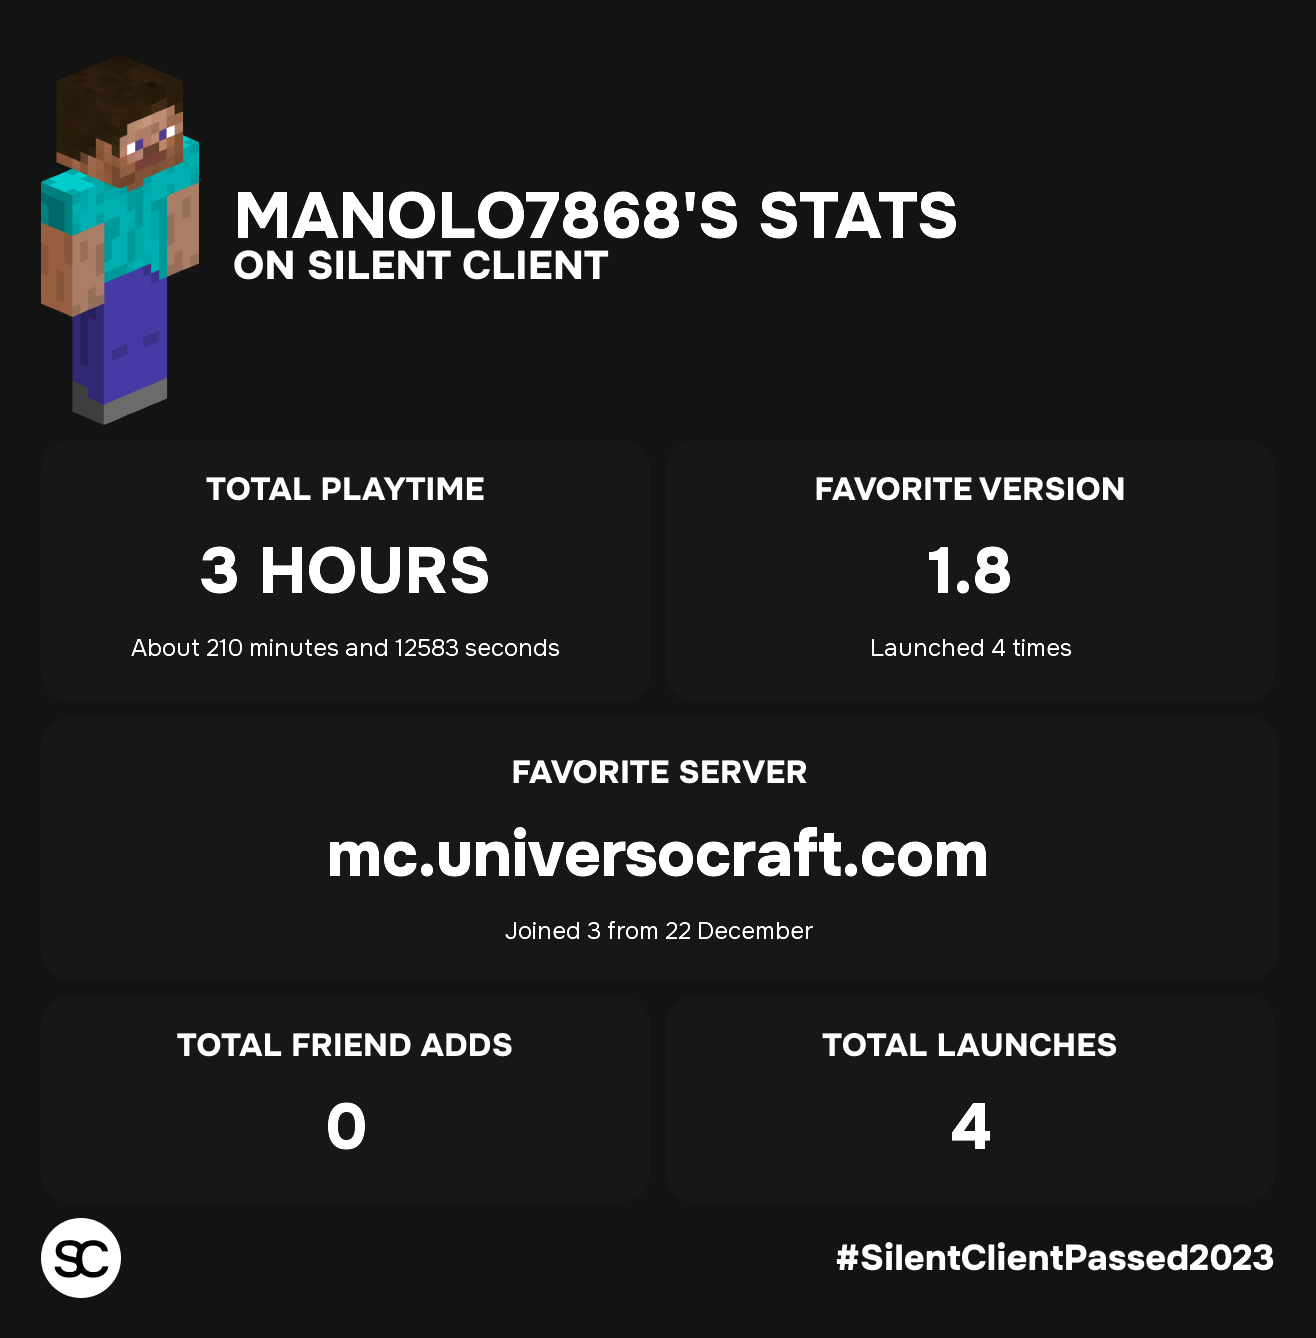 MANOLO7868'S STATS
ON SILENT CLIENT
TOTAL PLAYTIME
3 HOURS
About 210 minutes and 12583 seconds
FAVORITE VERSION
1.8
Launched 4 times
FAVORITE SERVER
mc.universocraft.com
Joined 3 from 22 December
TOTAL FRIEND ADDS
0
TOTAL LAUNCHES
4
SC
#SilentClientPassed2023